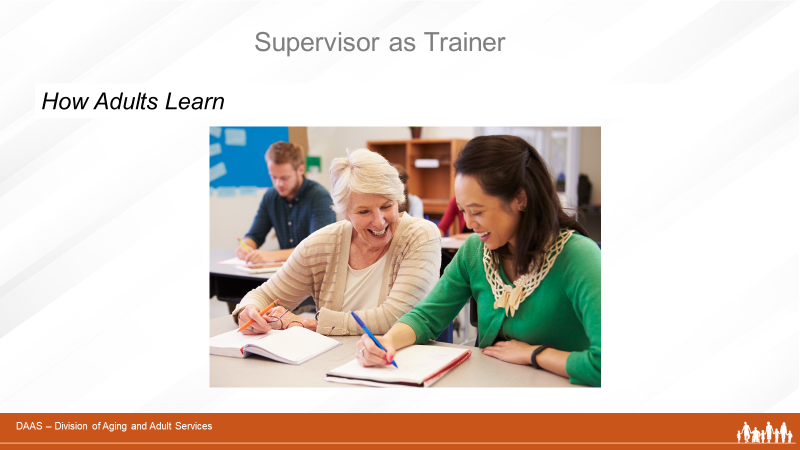 Supervisor as Trainer
How Adults Learn
DAAS – Division of Aging and Adult Services